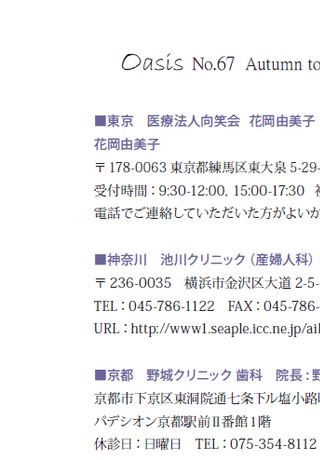 Oasis No.67 Autumn to
■東京 医療法人向笑会 花岡由美子
花岡由美子
〒178-0063 東京都練馬区東大泉 5-29-
受付時間：9:30-12:00, 15:00-17:30
電話でご連絡していただいた方がよいか
■神奈川 池川クリニック（産婦人科）
〒236-0035 横浜市金沢区大道 2-5-
TEL：045-786-1122 FAX：045-786-
URL：http://www1.seaple.icc.ne.jp/ai
■京都 野城クリニック 歯科 院長：野
京都市下京区東洞院通七条下ル塩小路
パデシオン京都駅前Ⅱ番館1階
休診日：日曜日 TEL：075-354-8112